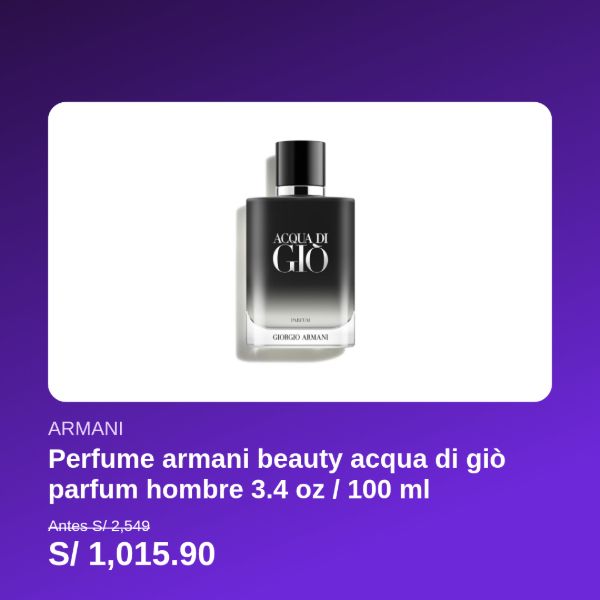 ACQUA DI
GIÒ
PARFUM
GIORGIO ARMANI
ARMANI
Perfume armani beauty acqua di giò
parfum hombre 3.4 oz / 100 ml
Antes S/ 2,549
S/ 1,015.90